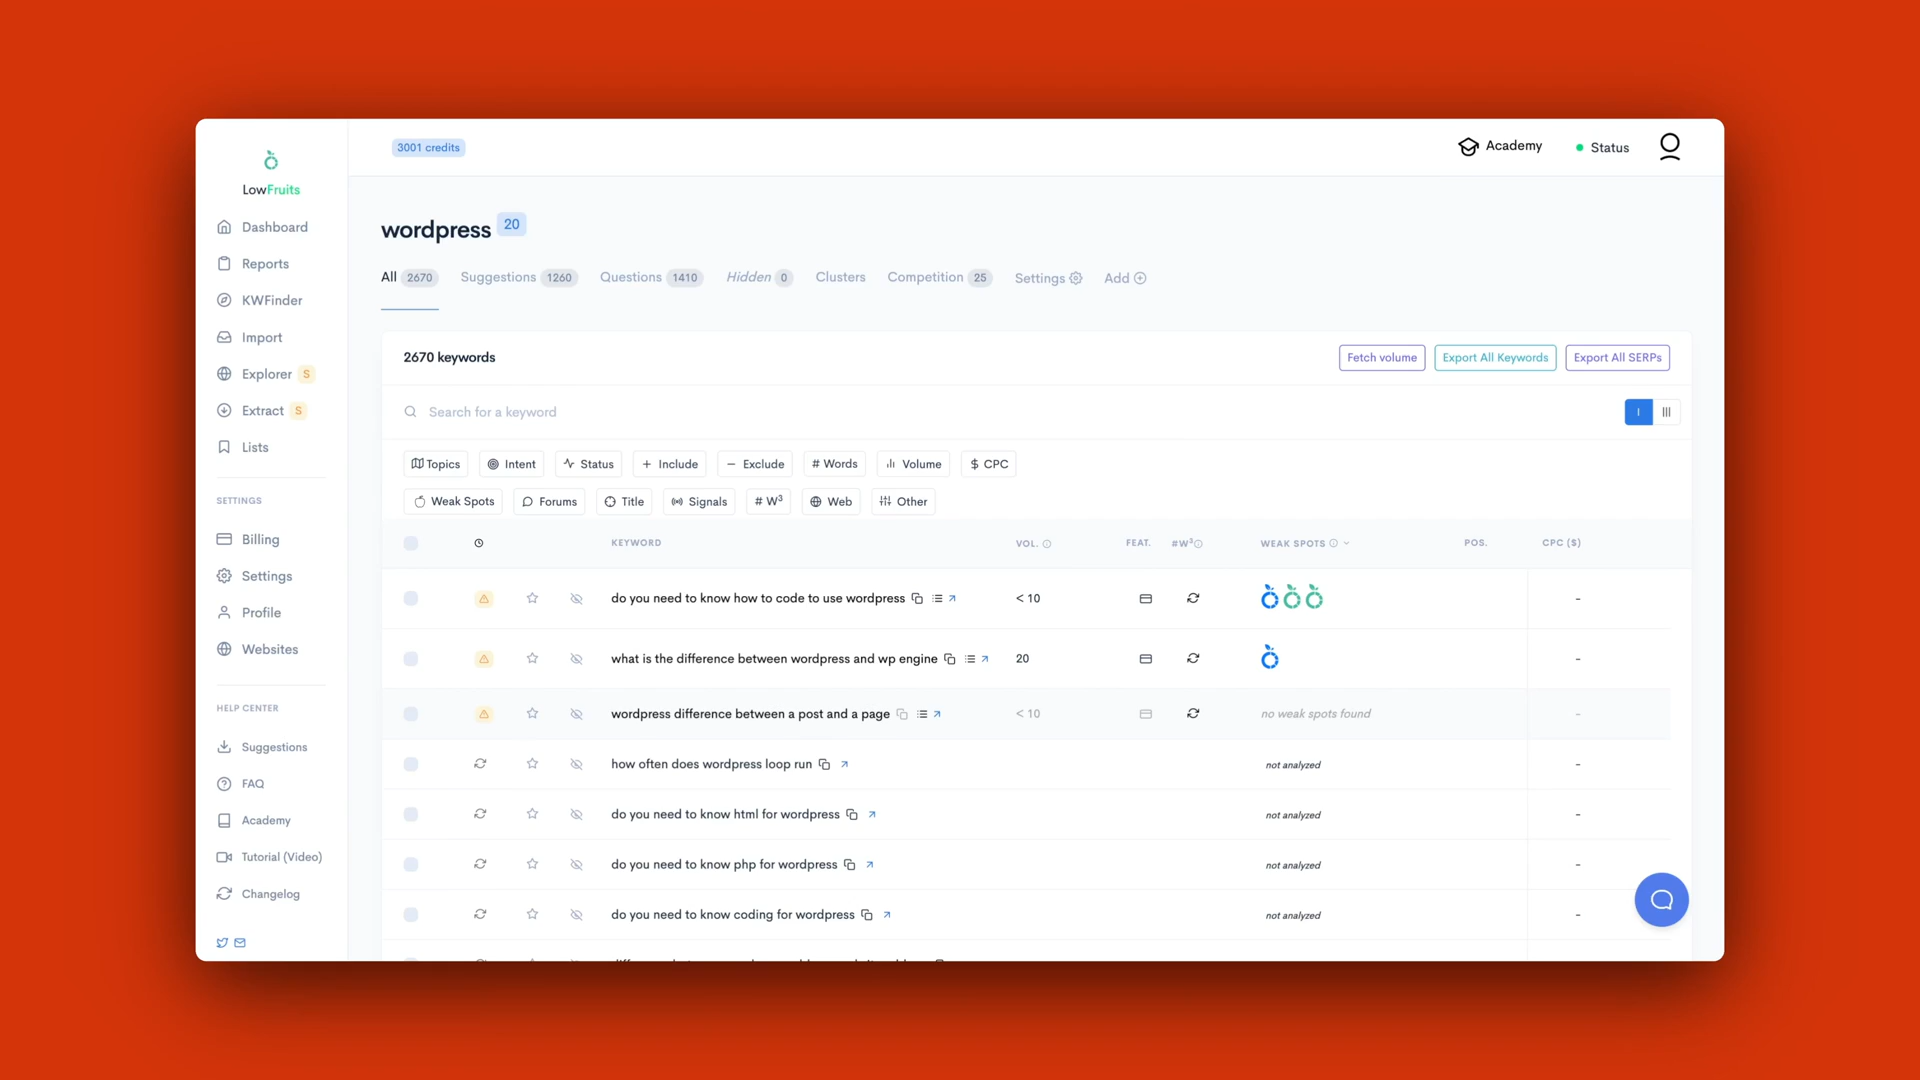 3001 credits
Academy
Status
LowFruits
Dashboard
Reports
KWFinder
Import
Explorer S
Extract S
Lists
SETTINGS
Billing
Settings
Profile
Websites
HELP CENTER
Suggestions
FAQ
Academy
Tutorial (Video)
Changelog
wordpress 20
All 2670 Suggestions 1260 Questions 1410 Hidden 0 Clusters Competition 25 Settings Add
2670 keywords
Fetch volume Export All Keywords Export All SERPs
Search for a keyword
Topics Intent Status + Include − Exclude # Words Volume $ CPC
Weak Spots Forums Title Signals # W³ Web Other
KEYWORD VOL. FEAT. #W³ WEAK SPOTS POS. CPC ($)
do you need to know how to code to use wordpress < 10 -
what is the difference between wordpress and wp engine 20 -
wordpress difference between a post and a page < 10 no weak spots found -
how often does wordpress loop run not analyzed -
do you need to know html for wordpress not analyzed -
do you need to know php for wordpress not analyzed -
do you need to know coding for wordpress not analyzed -